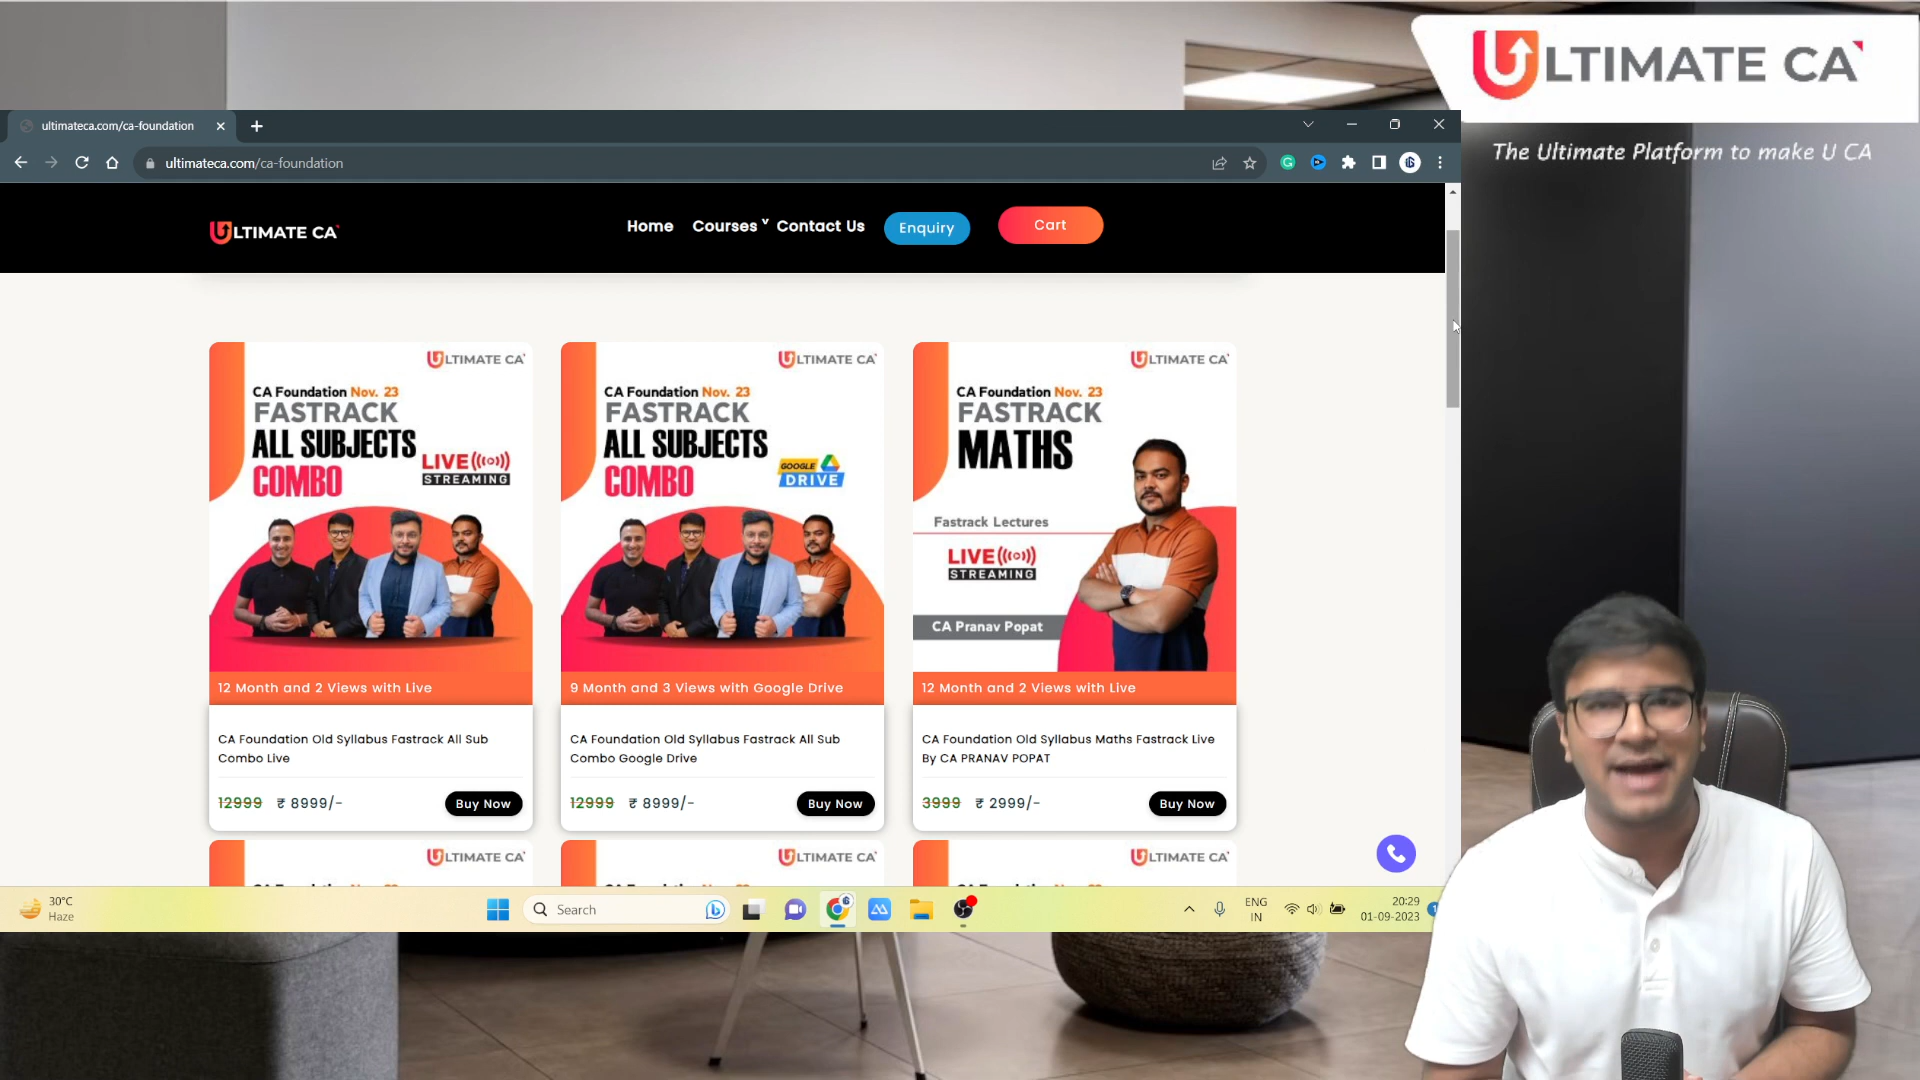 ULTIMATE CA
The Ultimate Platform to make U CA
ultimateca.com/ca-foundation
ultimateca.com/ca-foundation
ULTIMATE CA
Home
Courses
Contact Us
Enquiry
Cart
ULTIMATE CA
CA Foundation Nov. 23
FASTRACK
ALL SUBJECTS
COMBO
LIVE
STREAMING
12 Month and 2 Views with Live
CA Foundation Old Syllabus Fastrack All Sub
Combo Live
12999 ₹ 8999/-
Buy Now
ULTIMATE CA
CA Foundation Nov. 23
FASTRACK
ALL SUBJECTS
COMBO
GOOGLE
DRIVE
9 Month and 3 Views with Google Drive
CA Foundation Old Syllabus Fastrack All Sub
Combo Google Drive
12999 ₹ 8999/-
Buy Now
ULTIMATE CA
CA Foundation Nov. 23
FASTRACK
MATHS
Fastrack Lectures
LIVE
STREAMING
CA Pranav Popat
12 Month and 2 Views with Live
CA Foundation Old Syllabus Maths Fastrack Live
By CA PRANAV POPAT
3999 ₹ 2999/-
Buy Now
ULTIMATE CA
ULTIMATE CA
ULTIMATE CA
30°C
Haze
Search
ENG
IN
20:29
01-09-2023